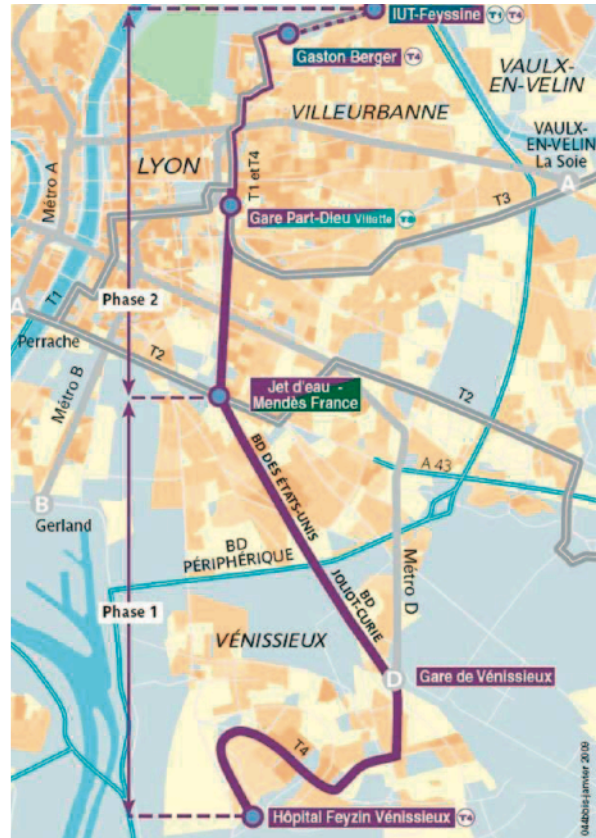 IUT-Feyssine T1 T4
Gaston Berger T4
VAULX-
EN-VELIN
VILLEURBANNE
VAULX-
EN-VELIN
La Soie
A
LYON
Métro A
T1 et T4
Gare Part-Dieu Villette
T3
Phase 2
A
T1
Perrache
T2
Métro B
Jet d'eau -
Mendès France
T2
BD DES ÉTATS-UNIS
A 43
B
Gerland
BD
PÉRIPHÉRIQUE
Métro D
Phase 1
BD
JOLIOT-CURIE
VÉNISSIEUX
D
Gare de Vénissieux
T4
Hôpital Feyzin Vénissieux T4
044bbis-janvier 2009